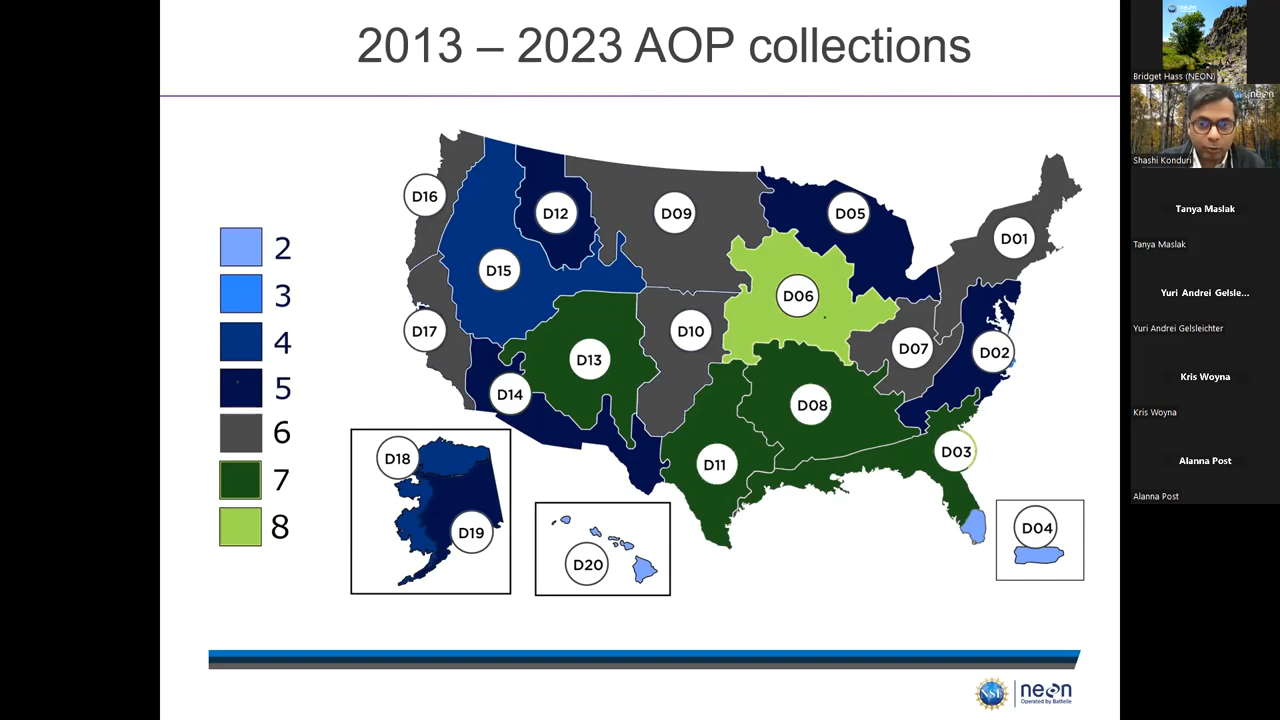 2013 – 2023 AOP collections
2
3
4
5
6
7
8
D16
D12
D09
D05
D01
D15
D06
D17
D10
D07
D02
D13
D14
D08
D11
D03
D18
D19
D20
D04
NSF
neon
Operated by Battelle
neon
Bridget Hass (NEON)
neon
Shashi Konduri
Tanya Maslak
Tanya Maslak
Yuri Andrei Gelsle...
Yuri Andrei Gelsleichter
Kris Woyna
Kris Woyna
Alanna Post
Alanna Post